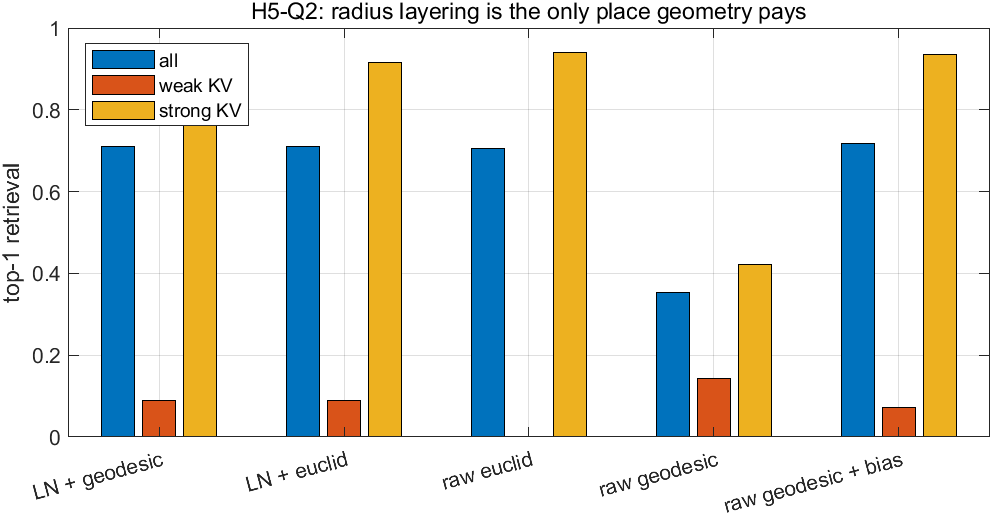 H5-Q2: radius layering is the only place geometry pays
all
weak KV
strong KV
top-1 retrieval
1
0.8
0.6
0.4
0.2
0
LN + geodesic
LN + euclid
raw euclid
raw geodesic
raw geodesic + bias